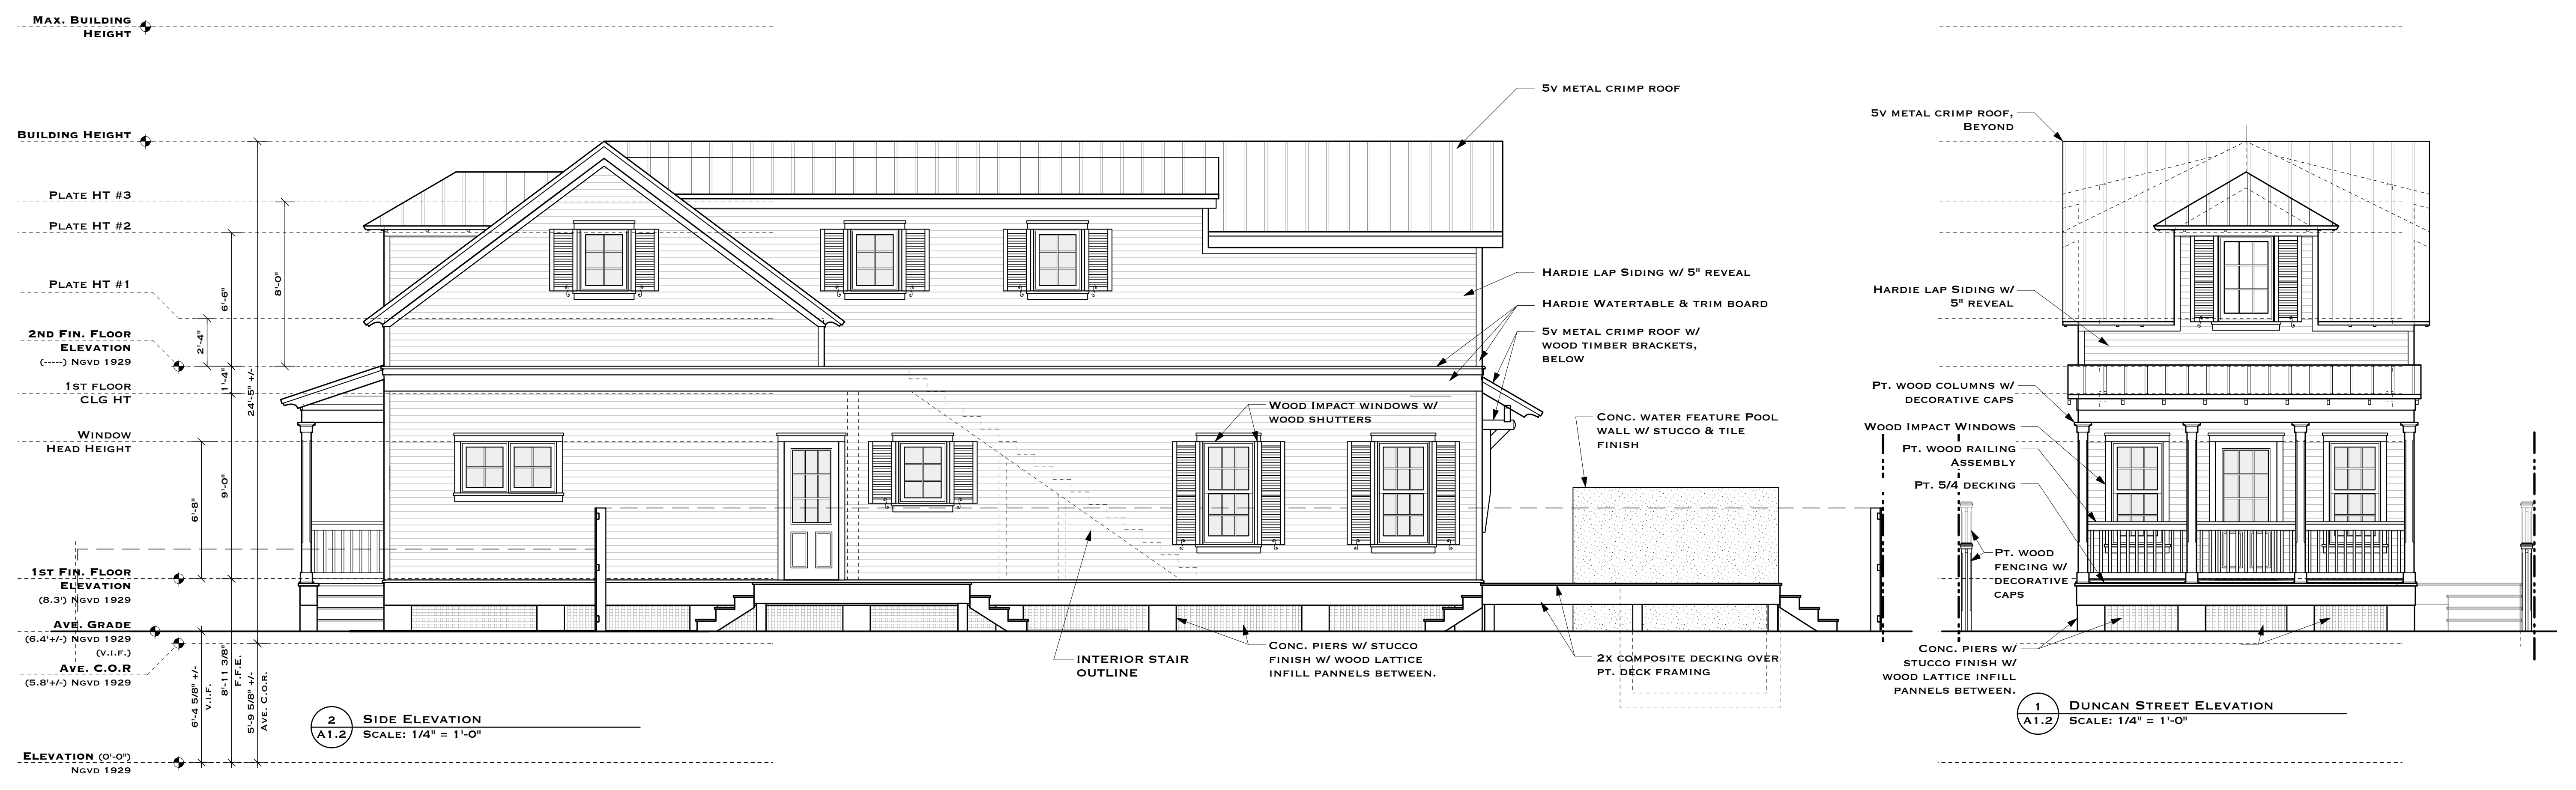 Max. Building
Height
Building Height
Plate HT #3
Plate HT #2
Plate HT #1
2nd Fin. Floor
Elevation
(-----) Ngvd 1929
1st floor
CLG HT
Window
Head Height
1st Fin. Floor
Elevation
(8.3') Ngvd 1929
Ave. Grade
(6.4'+/-) Ngvd 1929
(v.i.f.)
Ave. C.O.R
(5.8'+/-) Ngvd 1929
Elevation (0'-0")
Ngvd 1929
2'-4"
6'-6"
8'-0"
1'-4"
24'-5" +/-
6'-8"
9'-0"
6'-4 5/8" +/-
V.I.F.
8'-11 3/8"
F.F.E.
5'-9 5/8" +/-
Ave. C.O.R.
5v metal crimp roof
Hardie lap Siding w/ 5" reveal
Hardie Watertable & trim board
5v metal crimp roof w/
wood timber brackets,
below
Wood Impact windows w/
wood shutters
Conc. water feature Pool
wall w/ stucco & tile
finish
INTERIOR STAIR
OUTLINE
Conc. piers w/ stucco
finish w/ wood lattice
infill pannels between.
2x composite decking over
pt. deck framing
2
A1.2
Side Elevation
Scale: 1/4" = 1'-0"
5v metal crimp roof,
Beyond
Hardie lap Siding w/
5" reveal
Pt. wood columns w/
decorative caps
Wood Impact Windows
Pt. wood railing
Assembly
Pt. 5/4 decking
Pt. wood
fencing w/
decorative
caps
Conc. piers w/
stucco finish w/
wood lattice infill
pannels between.
1
A1.2
Duncan Street Elevation
Scale: 1/4" = 1'-0"